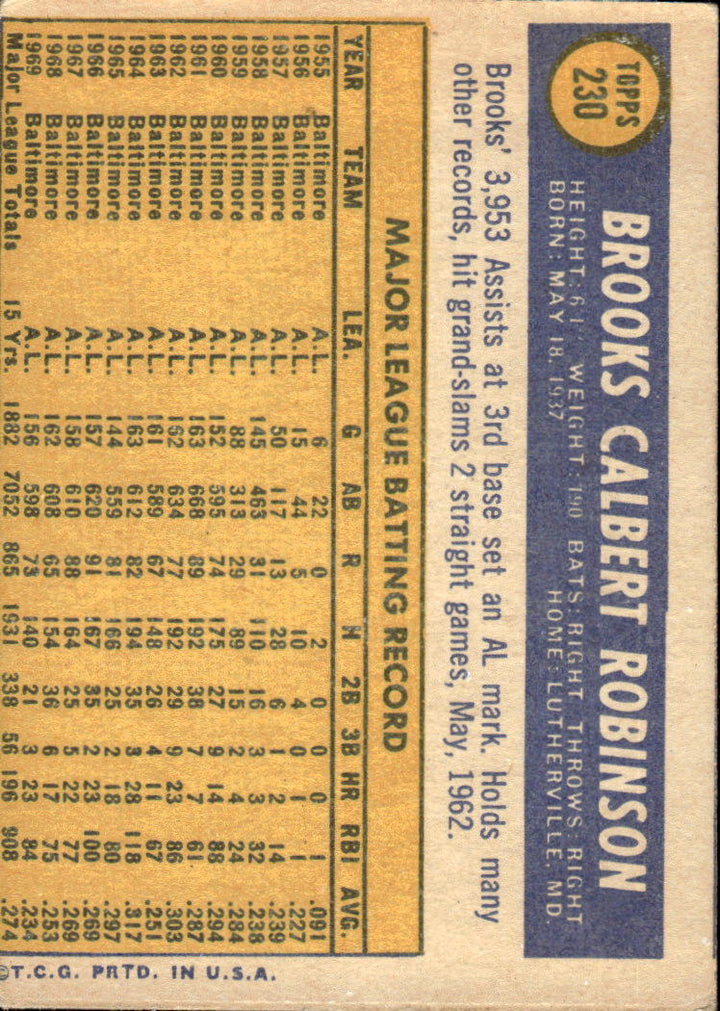 TOPPS
230
BROOKS CALBERT ROBINSON
HEIGHT: 6'1" WEIGHT: 190 BATS: RIGHT THROWS: RIGHT
BORN: MAY 18, 1937 HOME: LUTHERVILLE, MD.
Brooks' 3,953 Assists at 3rd base set an AL mark. Holds many
other records, hit grand-slams 2 straight games, May, 1962.
MAJOR LEAGUE BATTING RECORD
YEAR TEAM LEA. G AB R H 2B 3B HR RBI AVG.
1955 Baltimore A.L. 6 22 0 2 0 0 0 1 .091
1956 Baltimore A.L. 15 44 5 10 4 0 1 1 .227
1957 Baltimore A.L. 50 117 13 28 6 1 2 14 .239
1958 Baltimore A.L. 145 463 31 110 16 3 3 32 .238
1959 Baltimore A.L. 88 313 29 89 15 2 4 24 .284
1960 Baltimore A.L. 152 595 74 175 27 9 14 88 .294
1961 Baltimore A.L. 163 668 89 192 38 7 7 61 .287
1962 Baltimore A.L. 162 634 77 192 29 9 23 86 .303
1963 Baltimore A.L. 161 589 67 148 26 4 11 67 .251
1964 Baltimore A.L. 163 612 82 194 35 3 28 118 .317
1965 Baltimore A.L. 144 559 81 166 25 2 18 80 .297
1966 Baltimore A.L. 157 620 91 167 35 2 23 100 .269
1967 Baltimore A.L. 158 610 88 164 25 5 22 77 .269
1968 Baltimore A.L. 162 608 65 154 36 6 17 75 .253
1969 Baltimore A.L. 156 598 73 140 21 3 23 84 .234
Major League Totals 15 Yrs. 1882 7052 865 1931 338 56 196 908 .274
©T.C.G. PRTD. IN U.S.A.